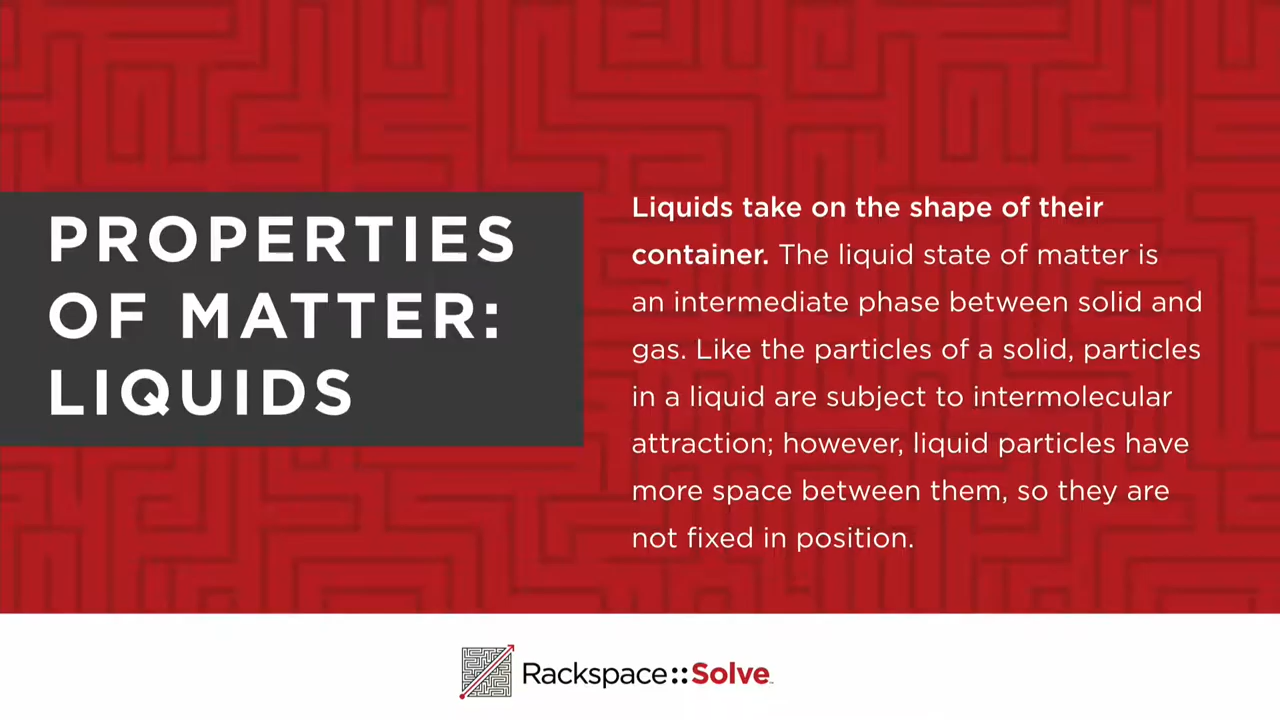 PROPERTIES
OF MATTER:
LIQUIDS
Liquids take on the shape of their
container. The liquid state of matter is
an intermediate phase between solid and
gas. Like the particles of a solid, particles
in a liquid are subject to intermolecular
attraction; however, liquid particles have
more space between them, so they are
not fixed in position.
Rackspace::Solve